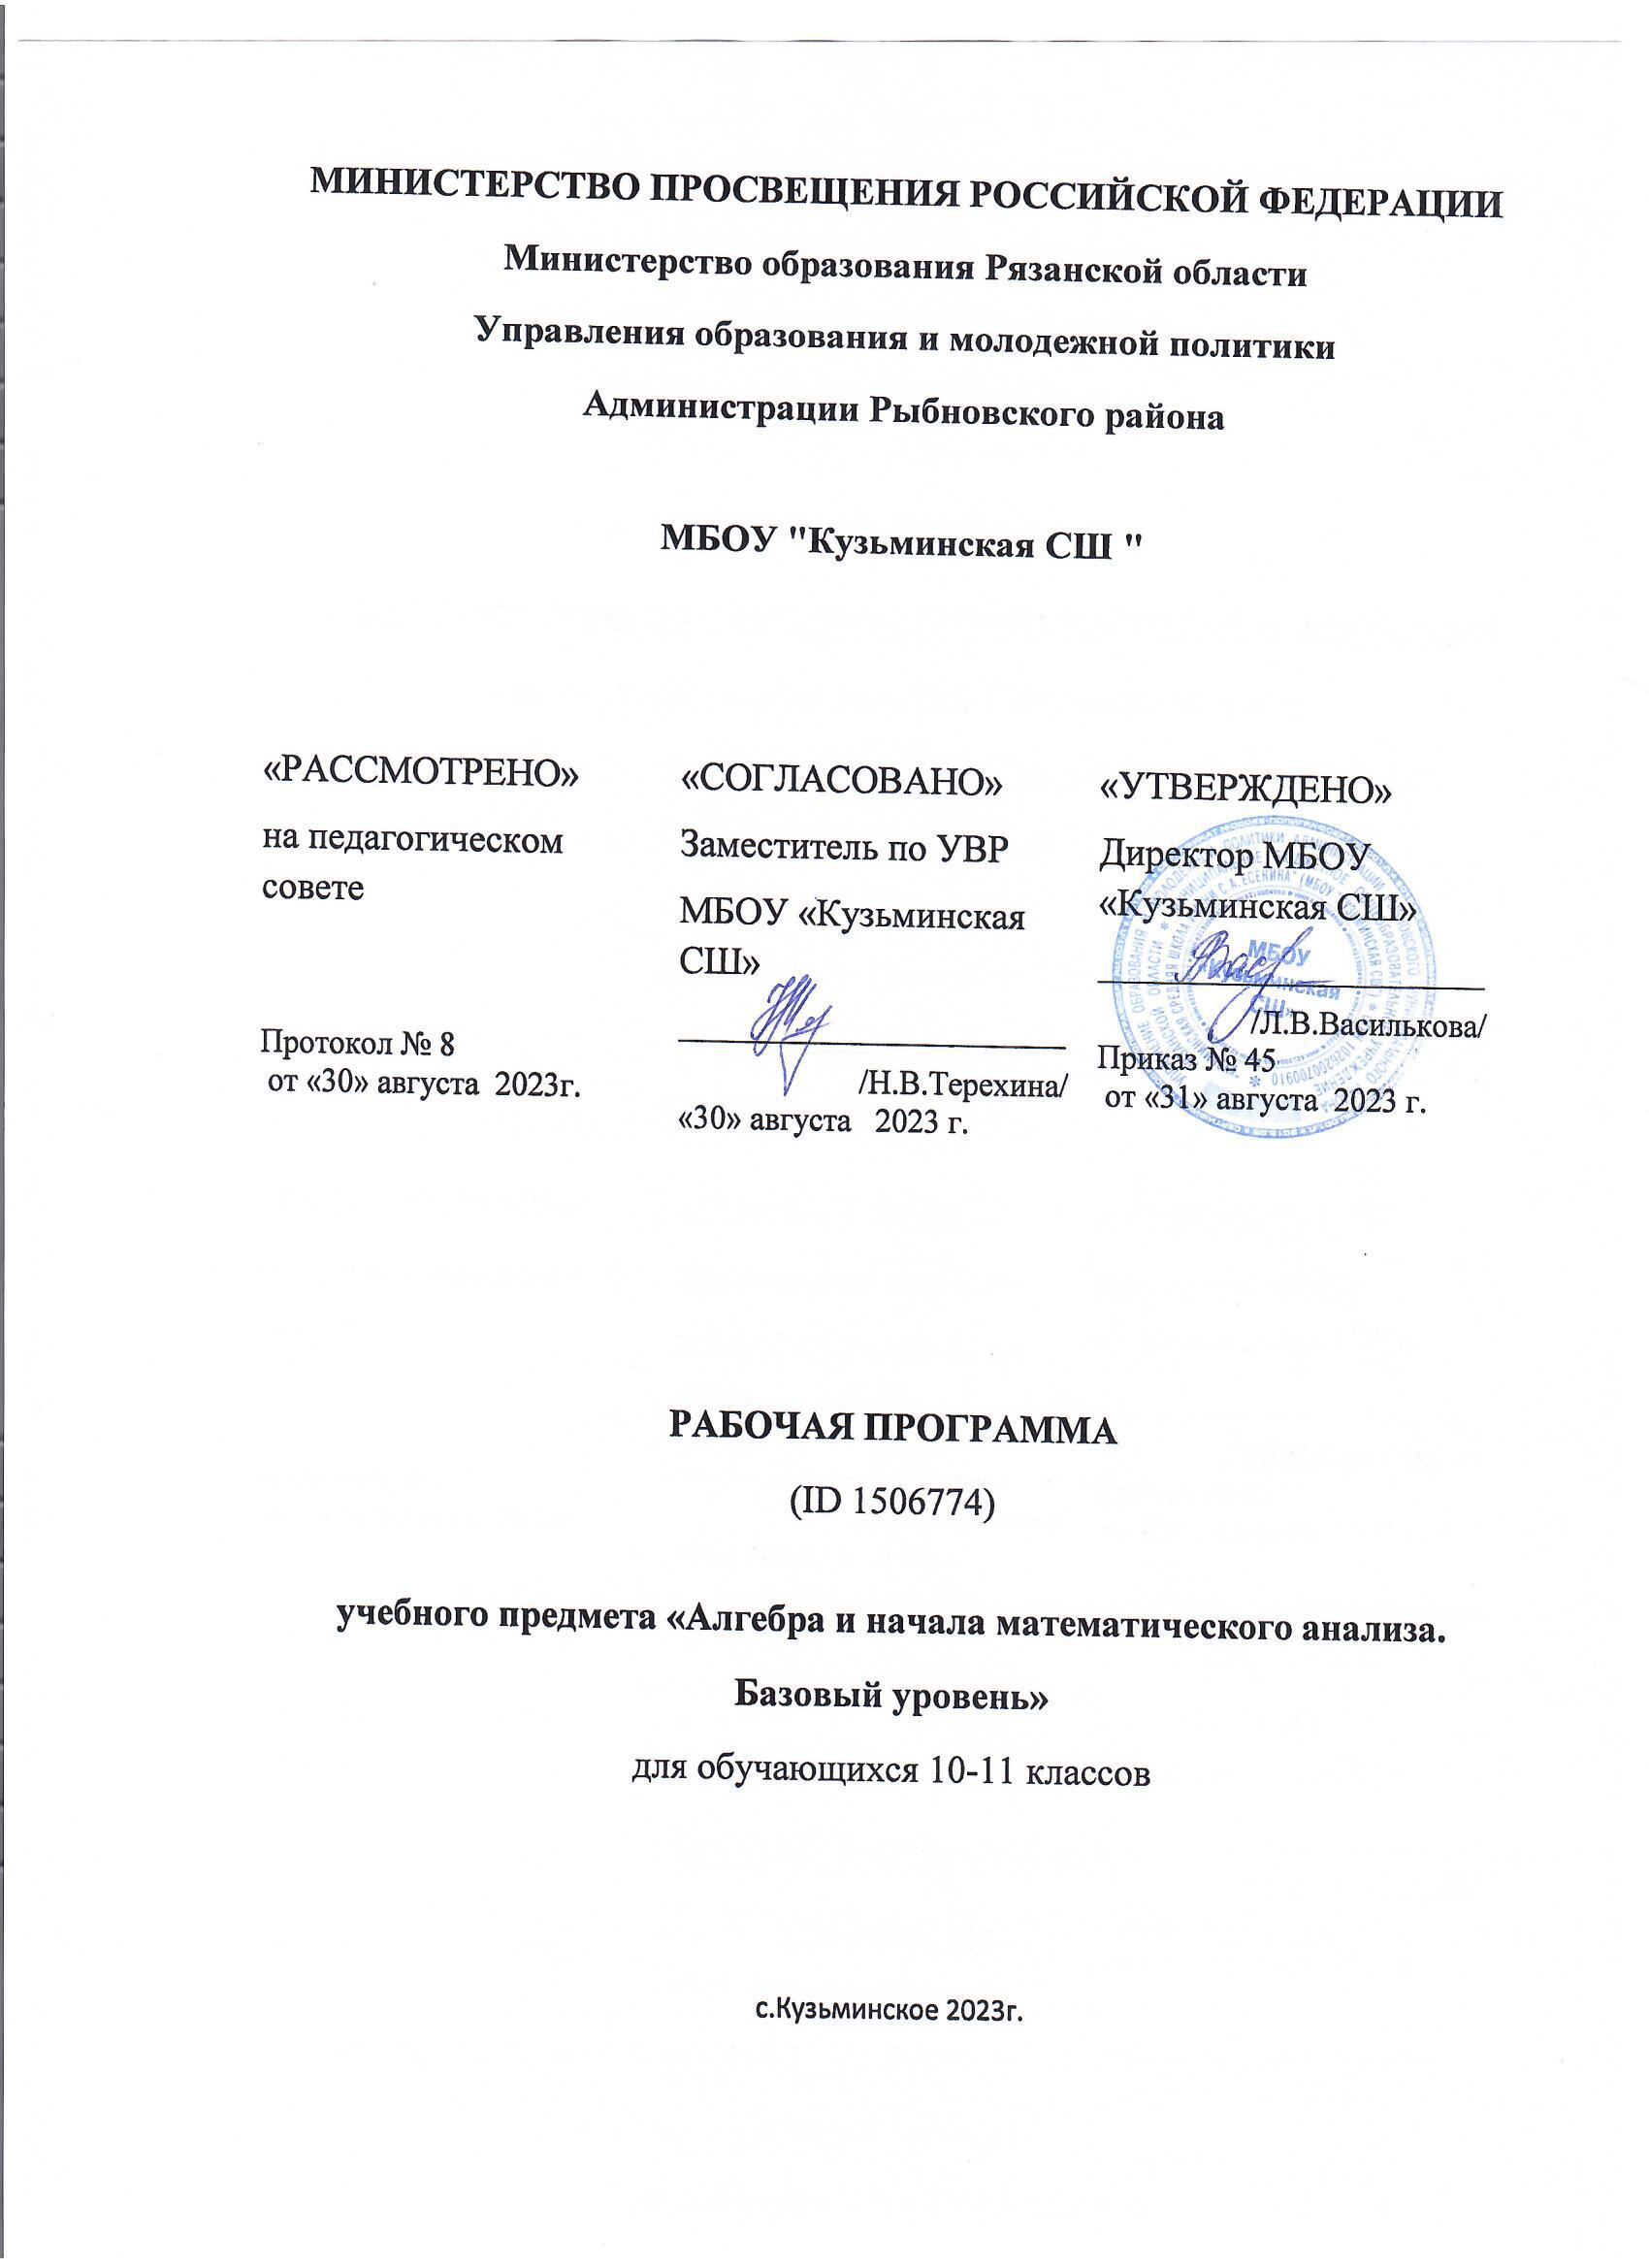 МИНИСТЕРСТВО ПРОСВЕЩЕНИЯ РОССИЙСКОЙ ФЕДЕРАЦИИ
Министерство образования Рязанской области
Управления образования и молодежной политики
Администрации Рыбновского района
МБОУ "Кузьминская СШ "
«РАССМОТРЕНО»
на педагогическом
совете
Протокол № 8
от «30» августа 2023г.
«СОГЛАСОВАНО»
Заместитель по УВР
МБОУ «Кузьминская
СШ»
/Н.В.Терехина/
«30» августа 2023 г.
«УТВЕРЖДЕНО»
Директор МБОУ
«Кузьминская СШ»
/Л.В.Василькова/
Приказ № 45
от «31» августа 2023 г.
МБОУ
«Кузьминская
СШ»
РАБОЧАЯ ПРОГРАММА
(ID 1506774)
учебного предмета «Алгебра и начала математического анализа.
Базовый уровень»
для обучающихся 10-11 классов
с.Кузьминское 2023г.